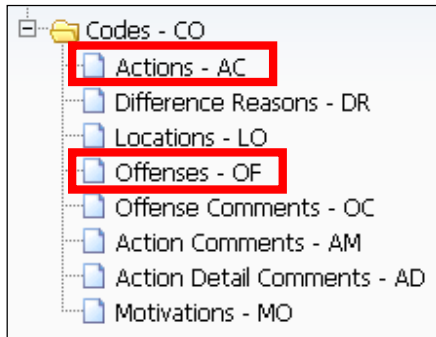 Codes - CO
Actions - AC
Difference Reasons - DR
Locations - LO
Offenses - OF
Offense Comments - OC
Action Comments - AM
Action Detail Comments - AD
Motivations - MO